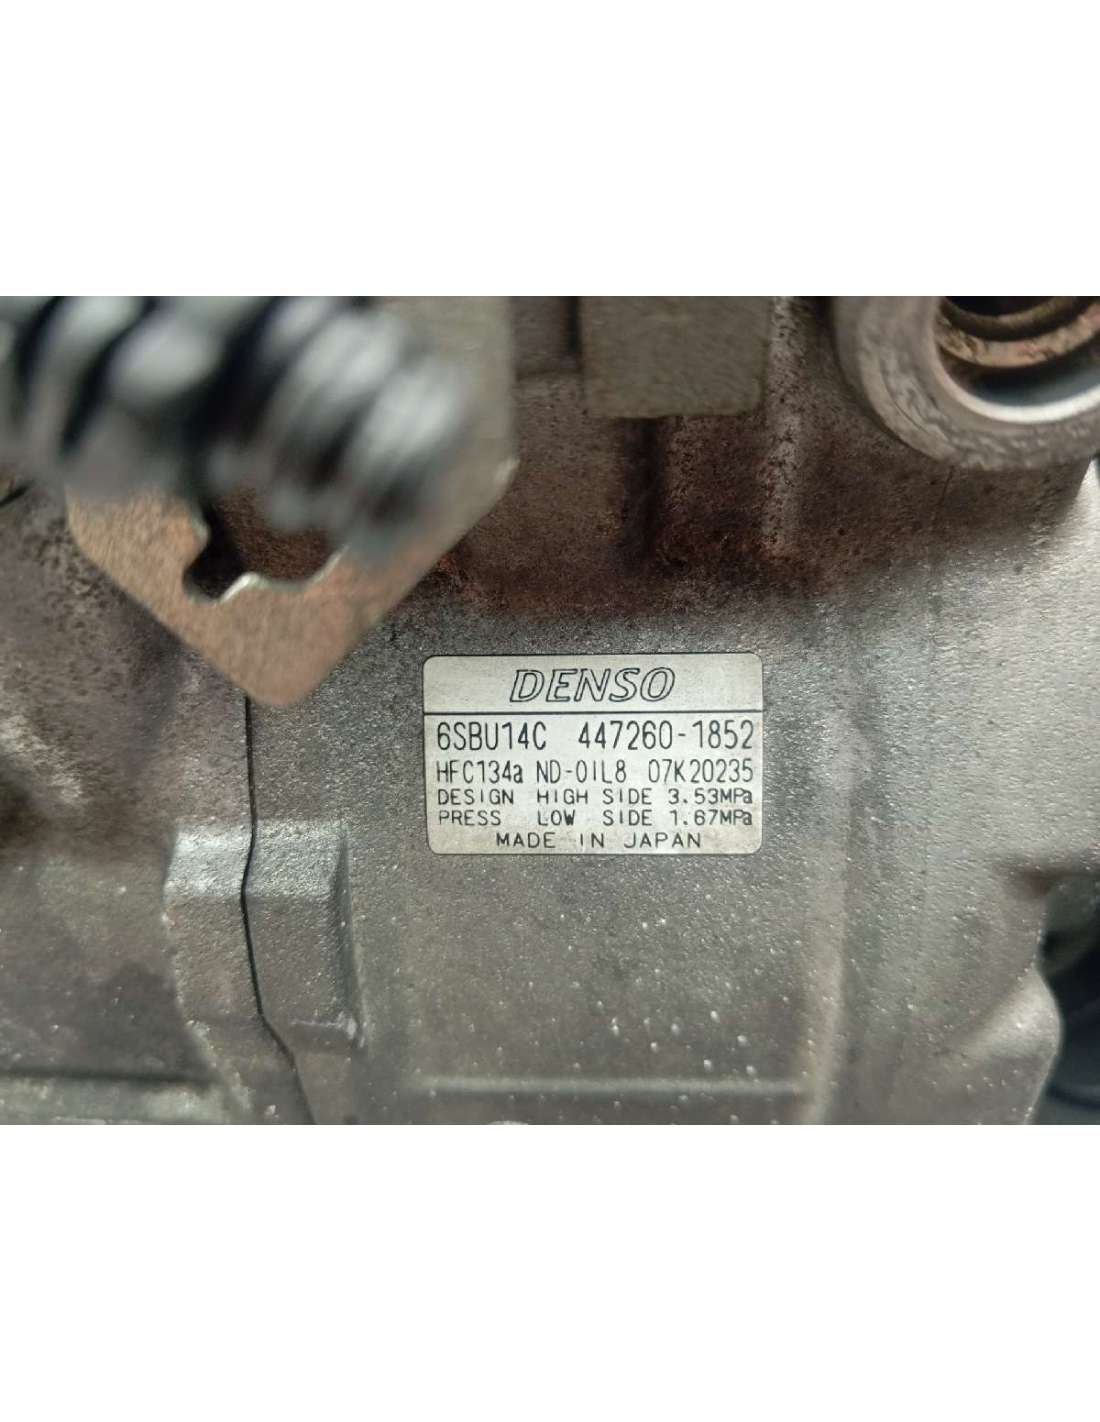 DENSO
6SBU14C 447260-1852
HFC134a ND-OIL8 07K20235
DESIGN HIGH SIDE 3.53MPa
PRESS LOW SIDE 1.67MPa
MADE IN JAPAN